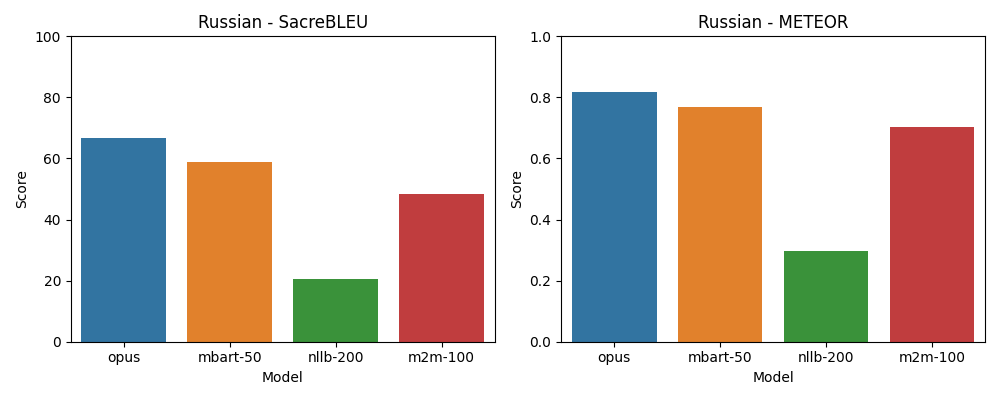 Russian - SacreBLEU
100
80
60
40
20
0
Score
opus mbart-50 nllb-200 m2m-100
Model
Russian - METEOR
1.0
0.8
0.6
0.4
0.2
0.0
Score
opus mbart-50 nllb-200 m2m-100
Model